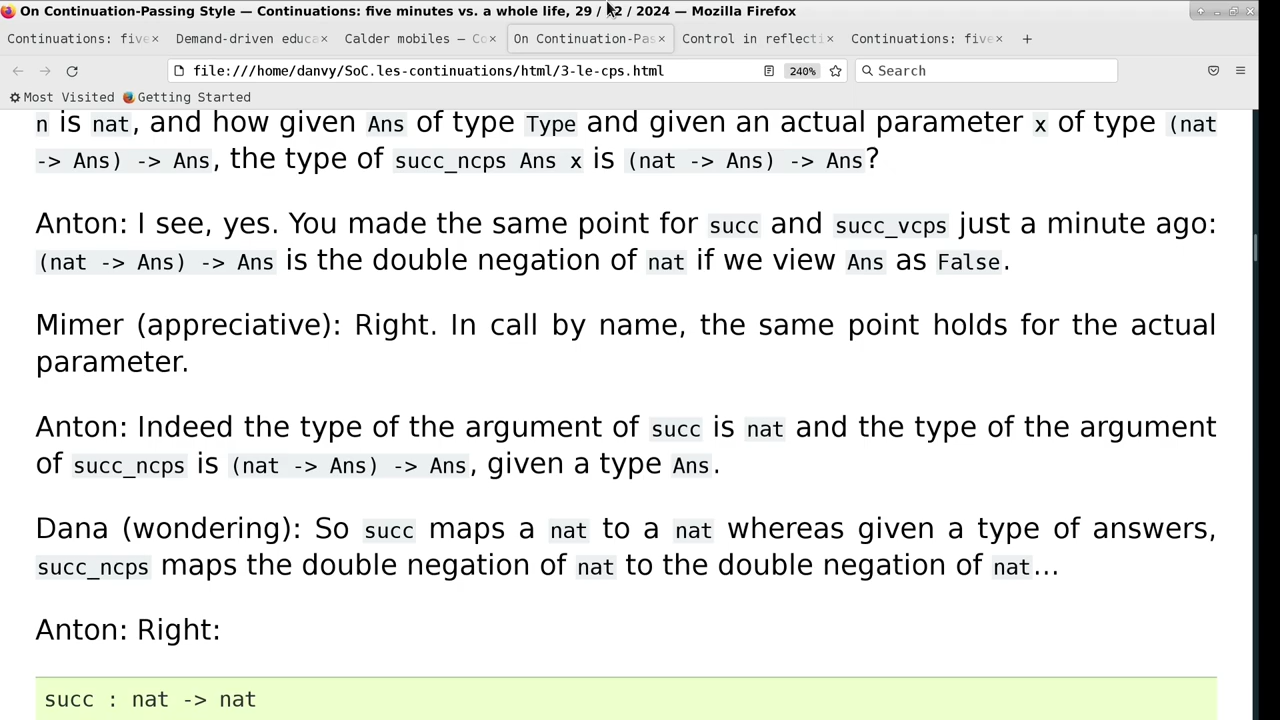 On Continuation-Passing Style — Continuations: five minutes vs. a whole life, 29 / 2 / 2024 — Mozilla Firefox
Continuations: five
Demand-driven educa
Calder mobiles — Co
On Continuation-Pas
Control in reflecti
Continuations: five
file:///home/danvy/SoC.les-continuations/html/3-le-cps.html
240%
Search
Most Visited
Getting Started
n is nat, and how given Ans of type Type and given an actual parameter x of type (nat
-> Ans) -> Ans, the type of succ_ncps Ans x is (nat -> Ans) -> Ans?
Anton: I see, yes. You made the same point for succ and succ_vcps just a minute ago:
(nat -> Ans) -> Ans is the double negation of nat if we view Ans as False.
Mimer (appreciative): Right. In call by name, the same point holds for the actual
parameter.
Anton: Indeed the type of the argument of succ is nat and the type of the argument
of succ_ncps is (nat -> Ans) -> Ans, given a type Ans.
Dana (wondering): So succ maps a nat to a nat whereas given a type of answers,
succ_ncps maps the double negation of nat to the double negation of nat...
Anton: Right:
succ : nat -> nat